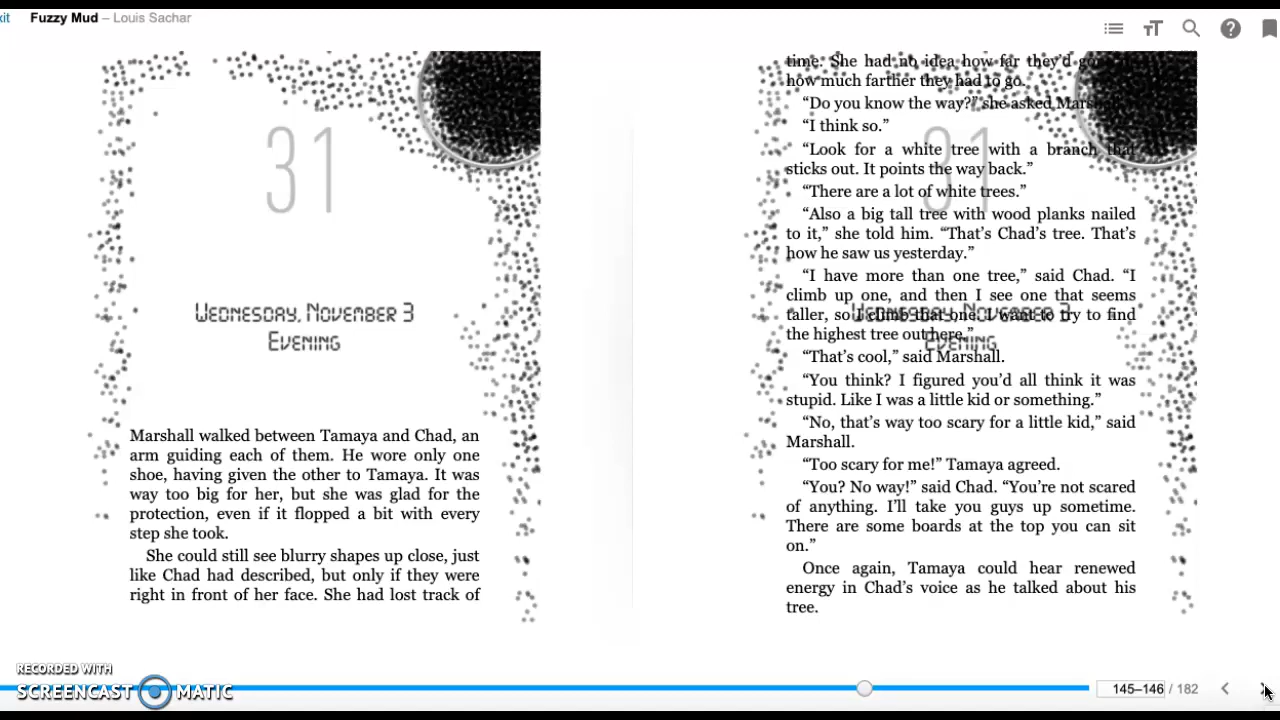 xit Fuzzy Mud – Louis Sachar
31
Wednesday, November 3
Evening
Marshall walked between Tamaya and Chad, an
arm guiding each of them. He wore only one
shoe, having given the other to Tamaya. It was
way too big for her, but she was glad for the
protection, even if it flopped a bit with every
step she took.
She could still see blurry shapes up close, just
like Chad had described, but only if they were
right in front of her face. She had lost track of
time. She had no idea how far they'd
how much farther they had to go.
“Do you know the way?” she asked
“I think so.”
31
“Look for a white tree with a branch that
sticks out. It points the way back.”
“There are a lot of white trees.”
“Also a big tall tree with wood planks nailed
to it,” she told him. “That’s Chad’s tree. That’s
how he saw us yesterday.”
“I have more than one tree,” said Chad. “I
climb up one, and then I see one that seems
taller, so I climb that one. I want to try to find
Wednesday, November 3
the highest tree out here.”
Evening
“That’s cool,” said Marshall.
“You think? I figured you’d all think it was
stupid. Like I was a little kid or something.”
“No, that’s way too scary for a little kid,” said
Marshall.
“Too scary for me!” Tamaya agreed.
“You? No way!” said Chad. “You’re not scared
of anything. I’ll take you guys up sometime.
There are some boards at the top you can sit
on.”
Once again, Tamaya could hear renewed
energy in Chad’s voice as he talked about his
tree.
RECORDED WITH
SCREENCAST MATIC
145–146 / 182